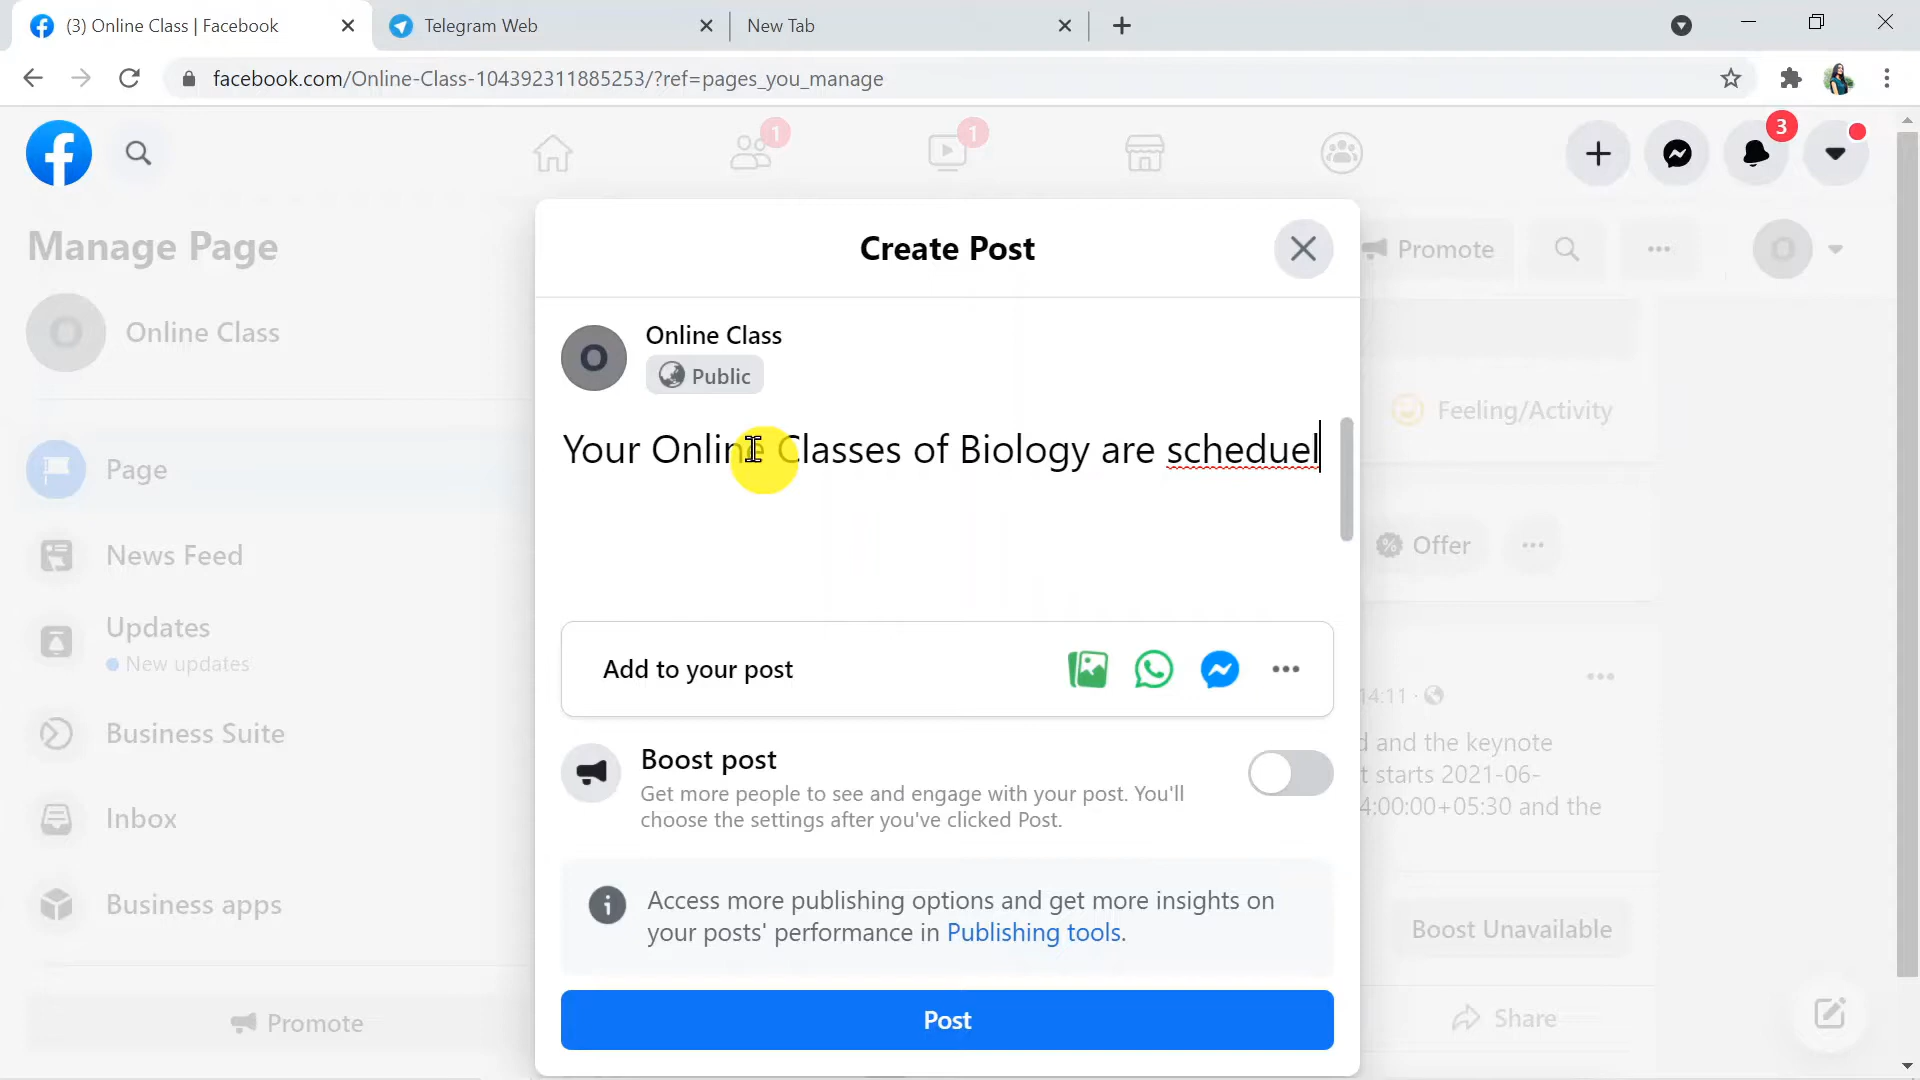 (3) Online Class | Facebook
Telegram Web
New Tab
facebook.com/Online-Class-104392311885253/?ref=pages_you_manage
1
1
3
Manage Page
Create Post
Promote
O
O
Online Class
O
Online Class
Public
Feeling/Activity
Your Online Classes of Biology are scheduel
Page
News Feed
Offer
Updates
New updates
Add to your post
14:11 ·
d and the keynote
t starts 2021-06-
4:00:00+05:30 and the
Business Suite
Boost post
Get more people to see and engage with your post. You'll
choose the settings after you've clicked Post.
Inbox
Business apps
Access more publishing options and get more insights on
your posts' performance in Publishing tools.
Boost Unavailable
Promote
Post
Share